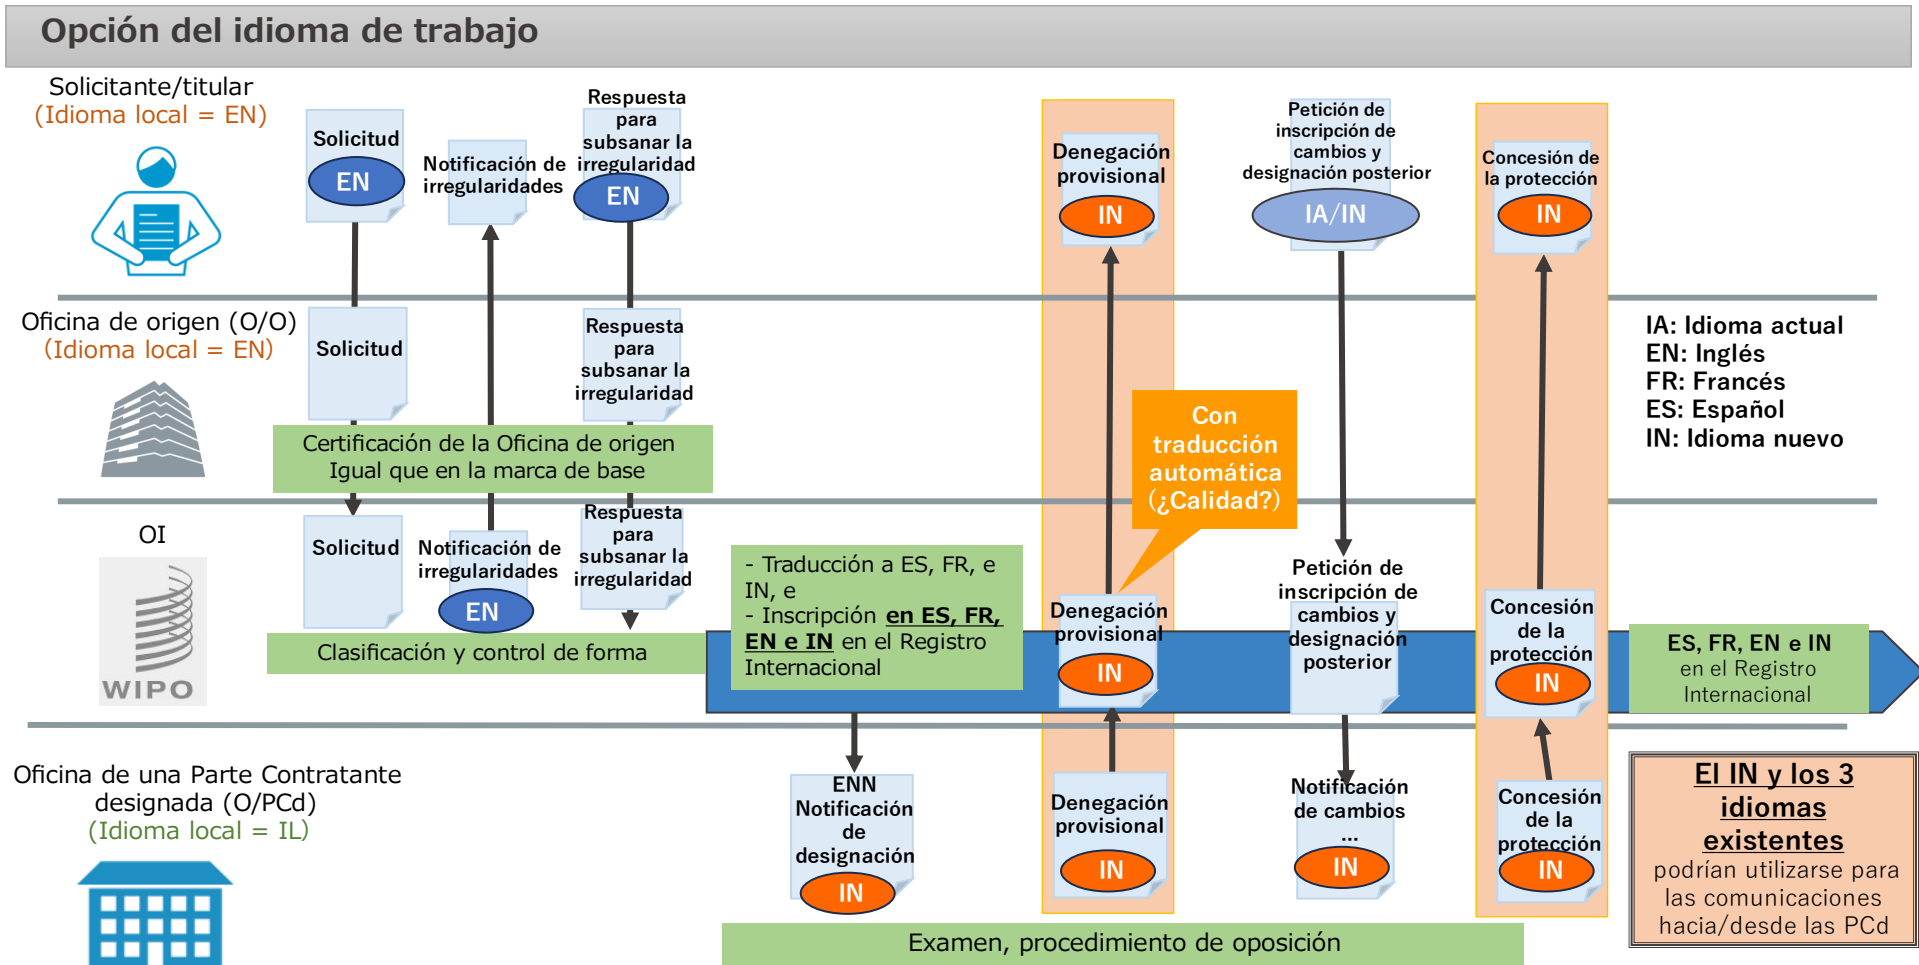 Opción del idioma de trabajo
Solicitante/titular
(Idioma local = EN)
Solicitud
EN
Notificación de
irregularidades
Respuesta
para
subsanar la
irregularidad
EN
Denegación
provisional
IN
Petición de
inscripción de
cambios y
designación posterior
IA/IN
Concesión de
la protección
IN
Oficina de origen (O/O)
(Idioma local = EN)
Solicitud
Respuesta
para
subsanar la
irregularidad
Certificación de la Oficina de origen
Igual que en la marca de base
Con
traducción
automática
(¿Calidad?)
IA: Idioma actual
EN: Inglés
FR: Francés
ES: Español
IN: Idioma nuevo
OI
WIPO
Solicitud
Notificación de
irregularidades
EN
Respuesta
para
subsanar la
irregularidad
Clasificación y control de forma
- Traducción a ES, FR, e
IN, e
- Inscripción en ES, FR,
EN e IN en el Registro
Internacional
Denegación
provisional
IN
Petición de
inscripción de
cambios y
designación
posterior
Concesión
de la
protección
IN
ES, FR, EN e IN
en el Registro
Internacional
Oficina de una Parte Contratante
designada (O/PCd)
(Idioma local = IL)
ENN
Notificación
de
designación
IN
Denegación
provisional
IN
Notificación
de cambios
...
IN
Concesión
de la
protección
IN
Examen, procedimiento de oposición
El IN y los 3
idiomas
existentes
podrían utilizarse para
las comunicaciones
hacia/desde las PCd